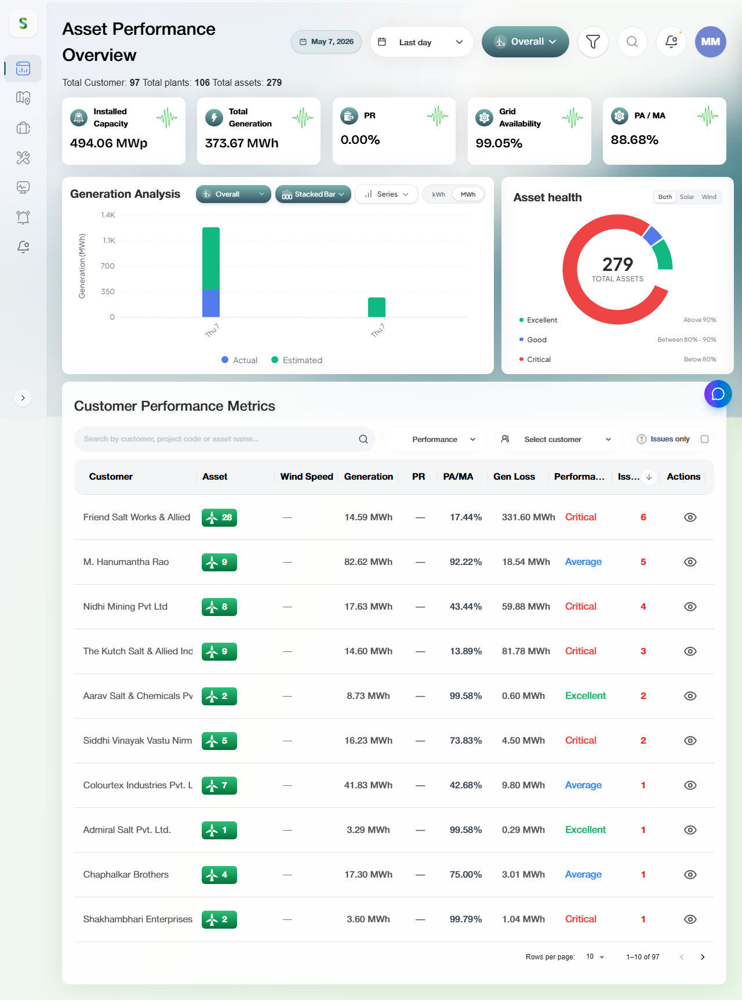 S
Asset Performance
Overview
May 7, 2026
Last day
Overall
MM
Total Customer: 97 Total plants: 106 Total assets: 279
Installed
Capacity
494.06 MWp
Total
Generation
373.67 MWh
PR
0.00%
Grid
Availability
99.05%
PA / MA
88.68%
Generation Analysis
Overall
Stacked Bar
Series
kWh
MWh
1.4K
1.1K
700
350
0
Generation (MWh)
Thu 7
Thu 7
Actual
Estimated
Asset health
Both
Solar
Wind
279
TOTAL ASSETS
Excellent
Above 90%
Good
Between 80% - 90%
Critical
Below 80%
Customer Performance Metrics
Search by customer, project code or asset name...
Performance
Select customer
Issues only
Customer Asset Wind Speed Generation PR PA/MA Gen Loss Performa... Iss... Actions
Friend Salt Works & Allied 28 — 14.59 MWh — 17.44% 331.60 MWh Critical 6
M. Hanumantha Rao 9 — 82.62 MWh — 92.22% 18.54 MWh Average 5
Nidhi Mining Pvt Ltd 8 — 17.63 MWh — 43.44% 59.88 MWh Critical 4
The Kutch Salt & Allied Ind 9 — 14.60 MWh — 13.89% 81.78 MWh Critical 3
Aarav Salt & Chemicals Pv 2 — 8.73 MWh — 99.58% 0.60 MWh Excellent 2
Siddhi Vinayak Vastu Nirm 5 — 16.23 MWh — 73.83% 4.50 MWh Critical 2
Colourtex Industries Pvt. L 7 — 41.83 MWh — 42.68% 9.80 MWh Average 1
Admiral Salt Pvt. Ltd. 1 — 3.29 MWh — 99.58% 0.29 MWh Excellent 1
Chaphalkar Brothers 4 — 17.30 MWh — 75.00% 3.01 MWh Average 1
Shakhambhari Enterprises 2 — 3.60 MWh — 99.79% 1.04 MWh Critical 1
Rows per page: 10 1–10 of 97